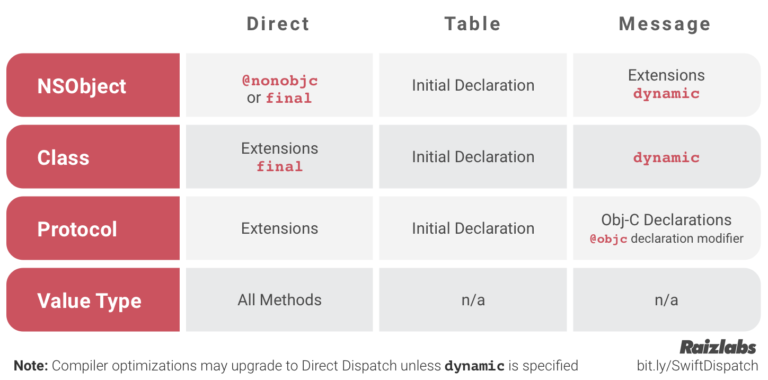 Direct Table Message
NSObject
@nonobjc
or final
Initial Declaration
Extensions
dynamic
Class
Extensions
final
Initial Declaration
dynamic
Protocol
Extensions
Initial Declaration
Obj-C Declarations
@objc declaration modifier
Value Type
All Methods
n/a
n/a
Raizlabs
Note: Compiler optimizations may upgrade to Direct Dispatch unless dynamic is specified
bit.ly/SwiftDispatch